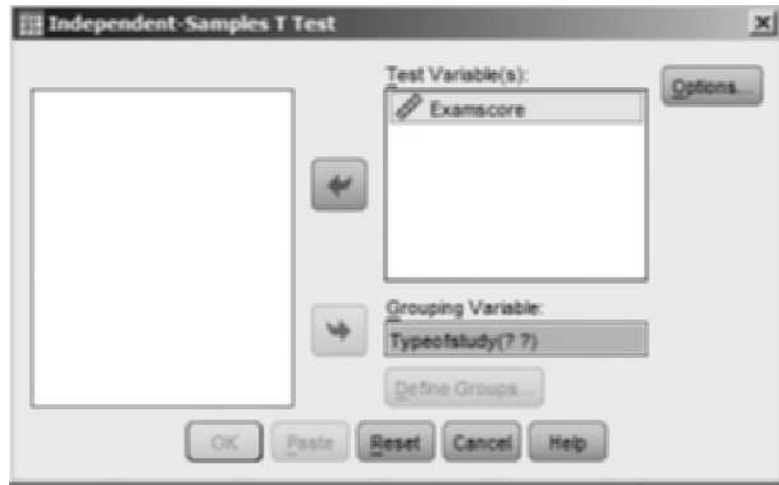 Independent-Samples T Test
Test Variable(s):
Examscore
Options...
Grouping Variable:
Typeofstudy(? ?)
Define Groups...
OK Paste Reset Cancel Help